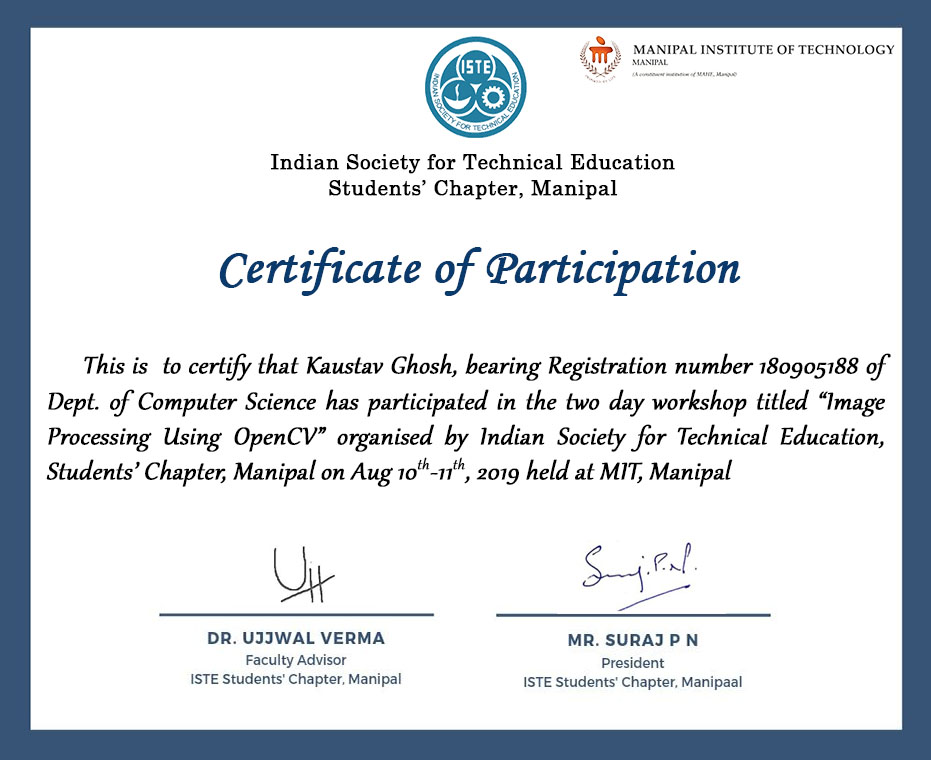 ISTE
INDIAN SOCIETY FOR TECHNICAL EDUCATION
MANIPAL INSTITUTE OF TECHNOLOGY
MANIPAL
(A constituent institution of MAHE, Manipal)
Indian Society for Technical Education
Students’ Chapter, Manipal
Certificate of Participation
This is to certify that Kaustav Ghosh, bearing Registration number 180905188 of
Dept. of Computer Science has participated in the two day workshop titled “Image
Processing Using OpenCV” organised by Indian Society for Technical Education,
Students’ Chapter, Manipal on Aug 10th-11th, 2019 held at MIT, Manipal
Suraj.P.N.
DR. UJJWAL VERMA
Faculty Advisor
ISTE Students' Chapter, Manipal
MR. SURAJ P N
President
ISTE Students' Chapter, Manipaal